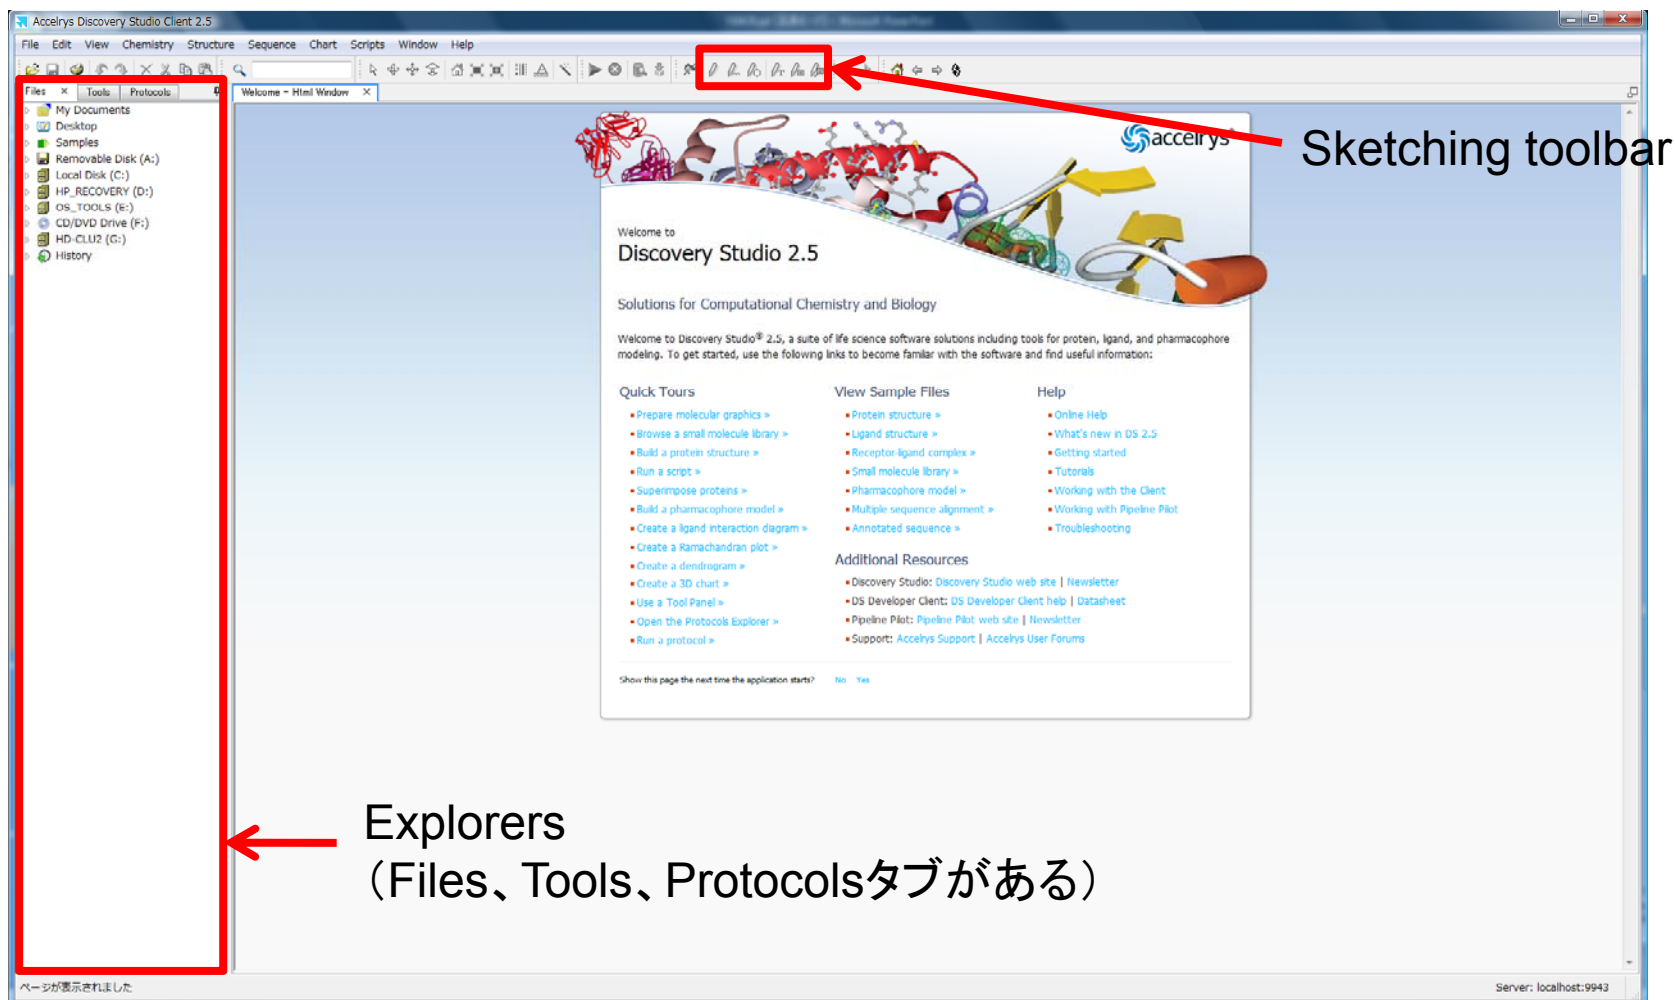 Accelrys Discovery Studio Client 2.5
File Edit View Chemistry Structure Sequence Chart Scripts Window Help
Files Tools Protocols
Welcome - Html Window
My Documents
Desktop
Samples
Removable Disk (A:)
Local Disk (C:)
HP_RECOVERY (D:)
OS_TOOLS (E:)
CD/DVD Drive (F:)
HD-CLU2 (G:)
History
Sketching toolbar
accelrys
Welcome to
Discovery Studio 2.5
Solutions for Computational Chemistry and Biology
Welcome to Discovery Studio® 2.5, a suite of life science software solutions including tools for protein, ligand, and pharmacophore
modeling. To get started, use the following links to become familiar with the software and find useful information:
Quick Tours
Prepare molecular graphics »
Browse a small molecule library »
Build a protein structure »
Run a script »
Superimpose proteins »
Build a pharmacophore model »
Create a ligand interaction diagram »
Create a Ramachandran plot »
Create a dendrogram »
Create a 3D chart »
Use a Tool Panel »
Open the Protocols Explorer »
Run a protocol »
View Sample Files
Protein structure »
Ligand structure »
Receptor-ligand complex »
Small molecule library »
Pharmacophore model »
Multiple sequence alignment »
Annotated sequence »
Help
Online Help
What's new in DS 2.5
Getting started
Tutorials
Working with the Client
Working with Pipeline Pilot
Troubleshooting
Additional Resources
Discovery Studio: Discovery Studio web site | Newsletter
DS Developer Client: DS Developer Client help | Datasheet
Pipeline Pilot: Pipeline Pilot web site | Newsletter
Support: Accelrys Support | Accelrys User Forums
Show this page the next time the application starts? No Yes
Explorers
（Files、Tools、Protocolsタブがある）
ページが表示されました
Server: localhost:9943